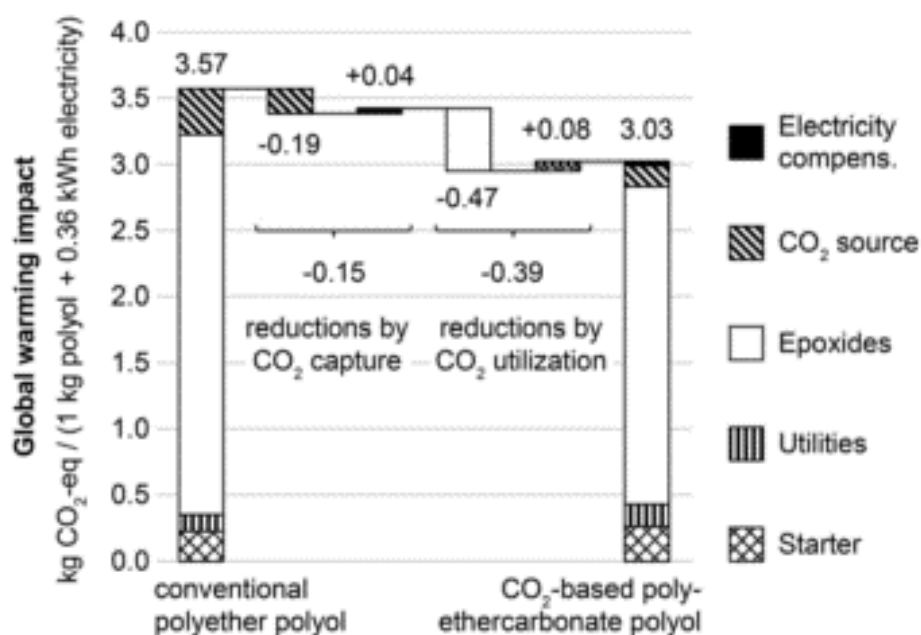 Global warming impact
kg CO₂-eq / (1 kg polyol + 0.36 kWh electricity)
4.0
3.5
3.0
2.5
2.0
1.5
1.0
0.5
0.0
3.57
+0.04
-0.19
-0.47
+0.08
3.03
-0.15
-0.39
reductions by
CO₂ capture
reductions by
CO₂ utilization
conventional
polyether polyol
CO₂-based poly-
ethercarbonate polyol
Electricity
compens.
CO₂ source
Epoxides
Utilities
Starter